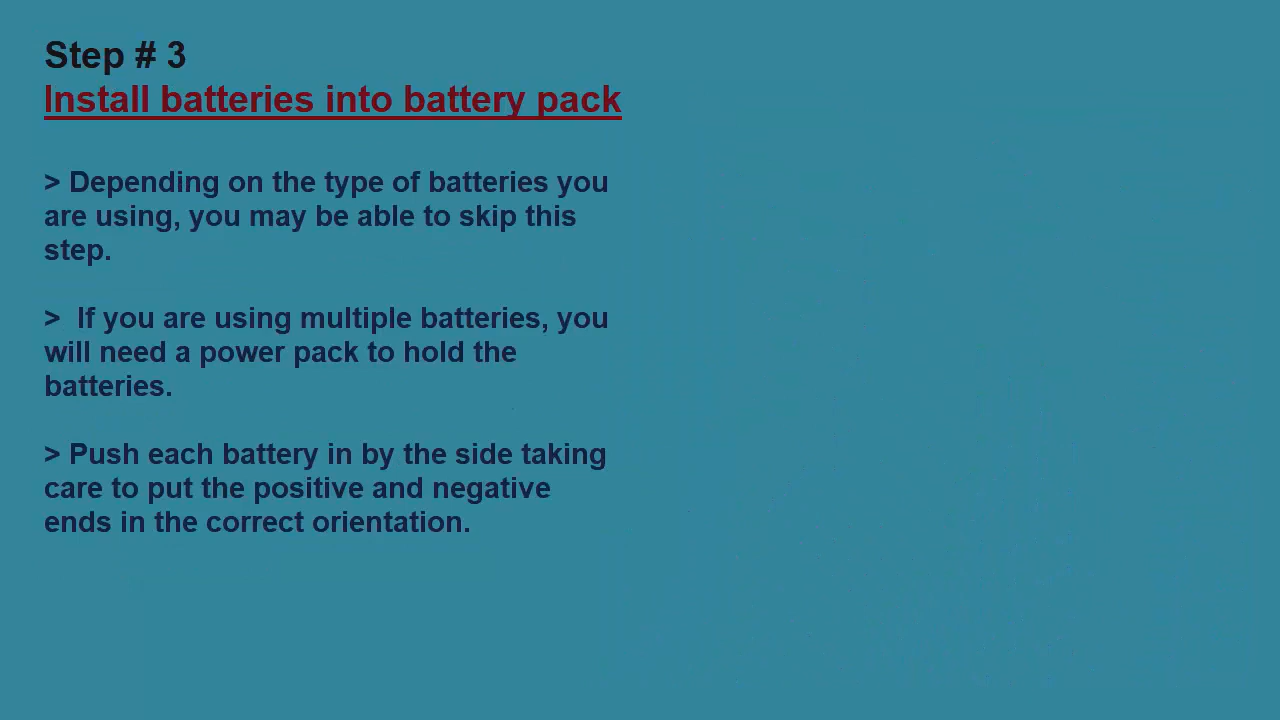 Step # 3
Install batteries into battery pack
> Depending on the type of batteries you
are using, you may be able to skip this
step.
>  If you are using multiple batteries, you
will need a power pack to hold the
batteries.
> Push each battery in by the side taking
care to put the positive and negative
ends in the correct orientation.